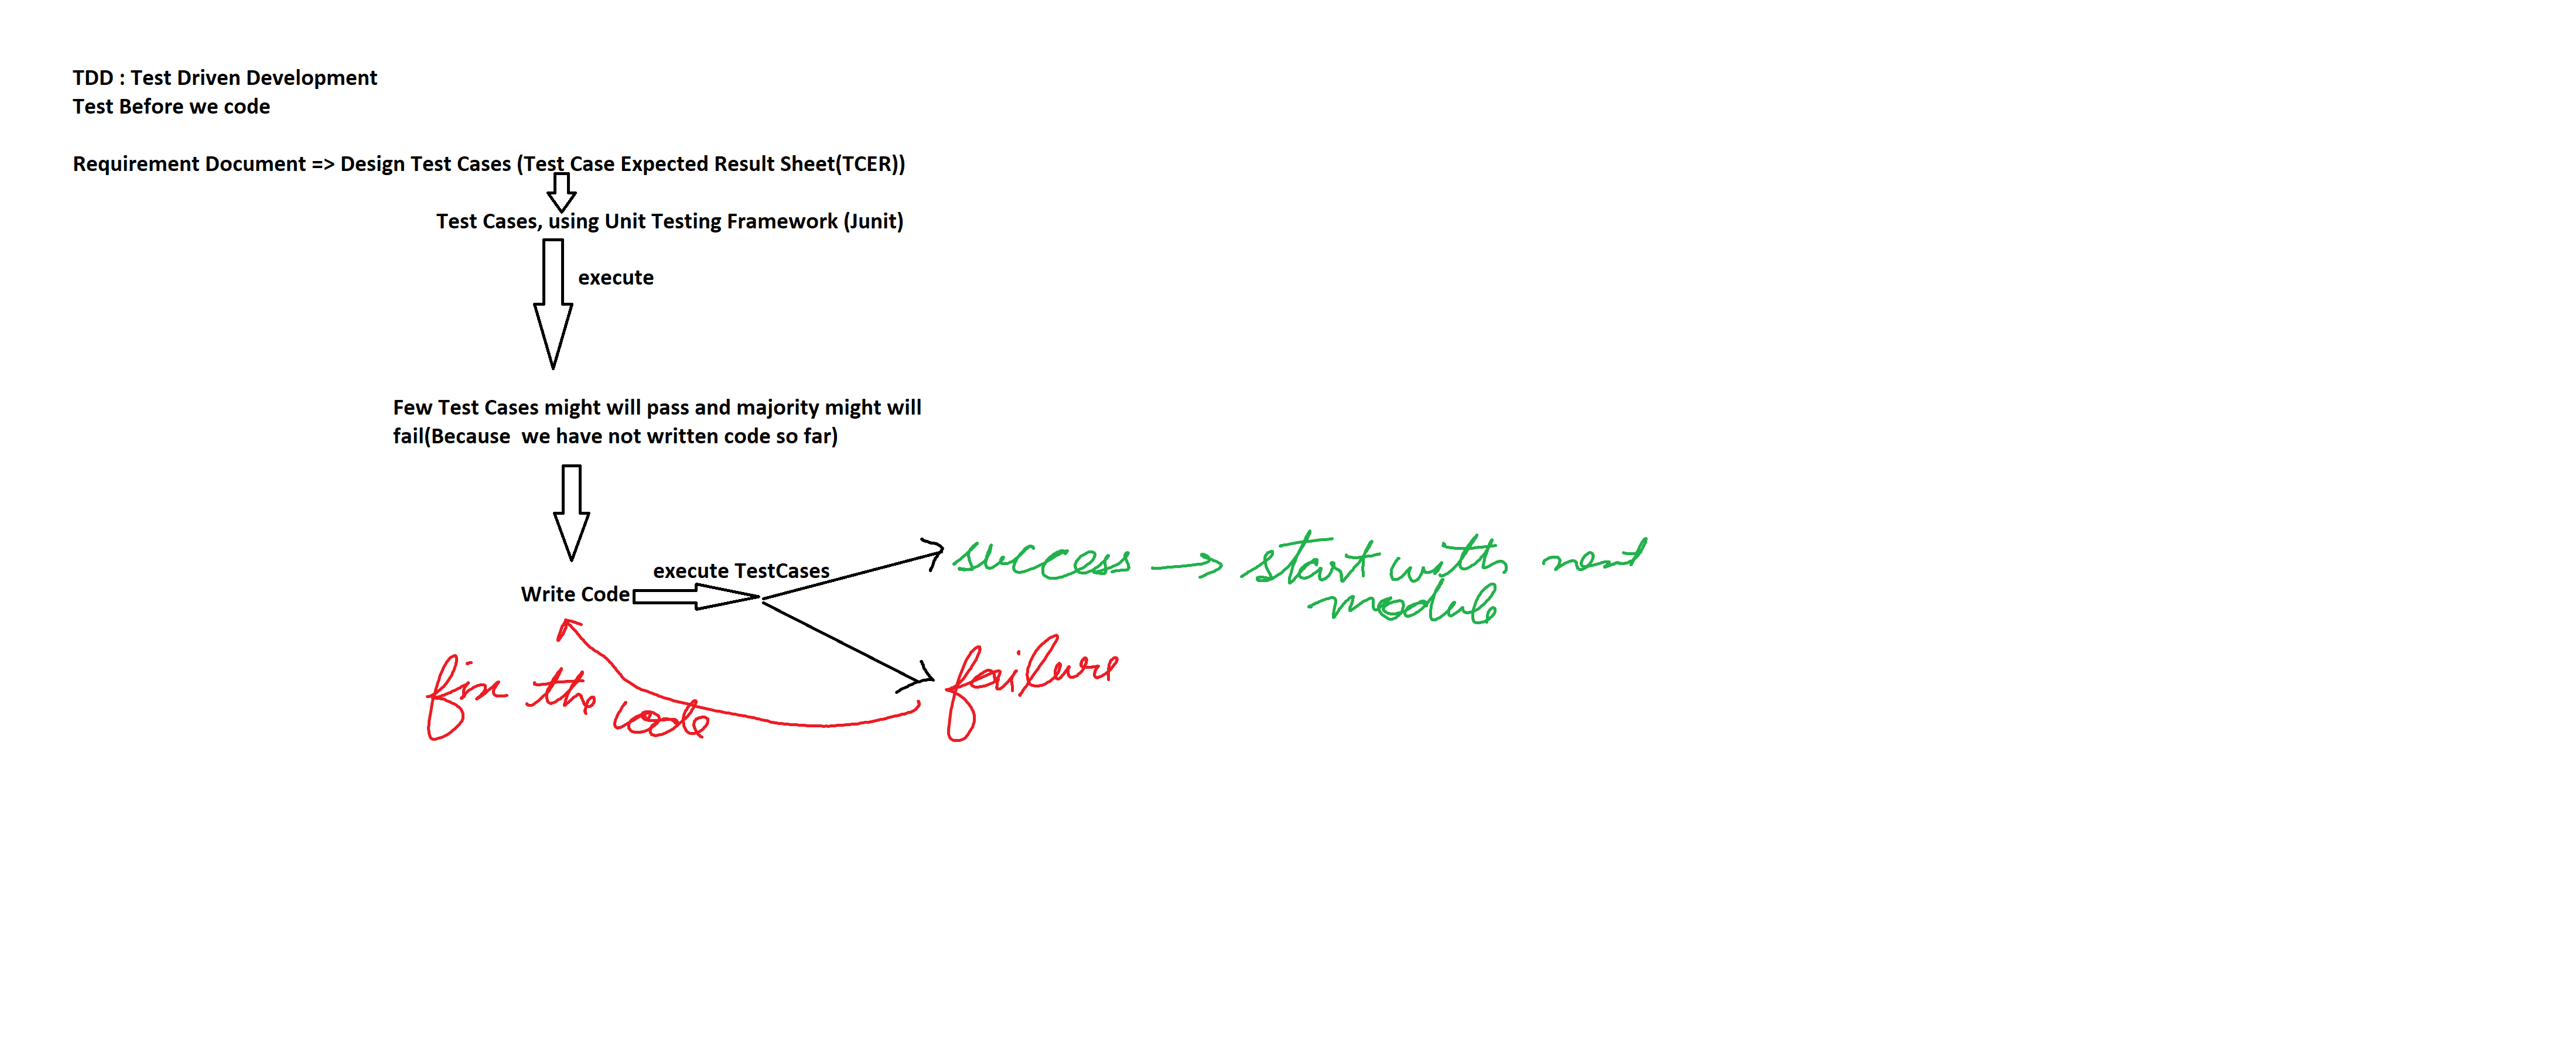 TDD : Test Driven Development
Test Before we code
Requirement Document => Design Test Cases (Test Case Expected Result Sheet(TCER))
Test Cases, using Unit Testing Framework (Junit)
execute
Few Test Cases might will pass and majority might will
fail(Because  we have not written code so far)
execute TestCases
Write Code
success → start with next
module
failure
fix the code